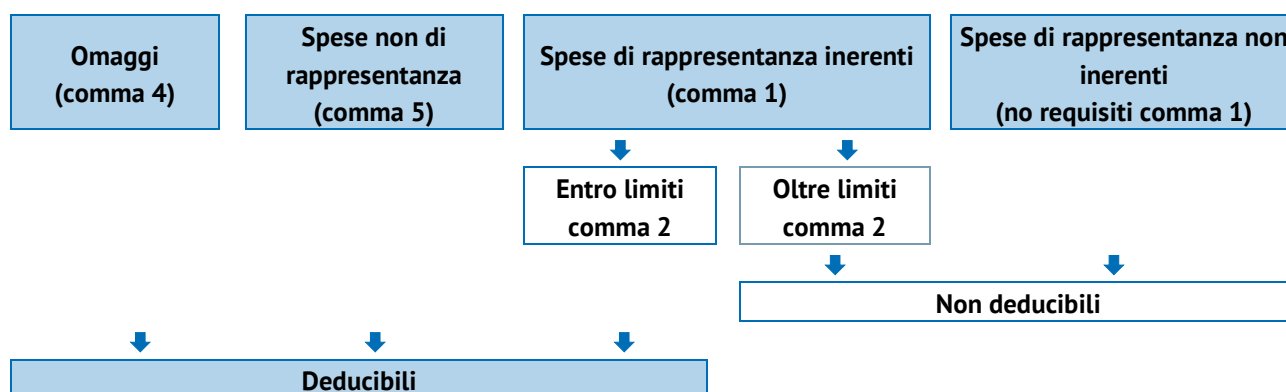 Omaggi
(comma 4)
Spese non di
rappresentanza
(comma 5)
Spese di rappresentanza inerenti
(comma 1)
Spese di rappresentanza non
inerenti
(no requisiti comma 1)
Entro limiti
comma 2
Oltre limiti
comma 2
Non deducibili
Deducibili